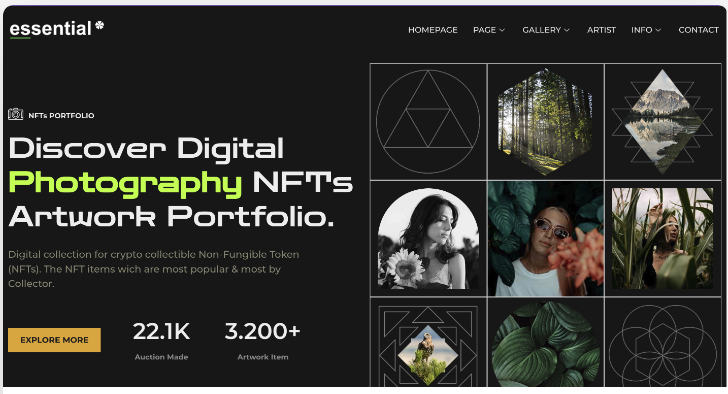 essential
HOMEPAGE PAGE GALLERY ARTIST INFO CONTACT
NFTs PORTFOLIO
Discover Digital
Photography NFTs
Artwork Portfolio.
Digital collection for crypto collectible Non-Fungible Token
(NFTs). The NFT items wich are most popular & most by
Collector.
EXPLORE MORE
22.1K
Auction Made
3.200+
Artwork Item